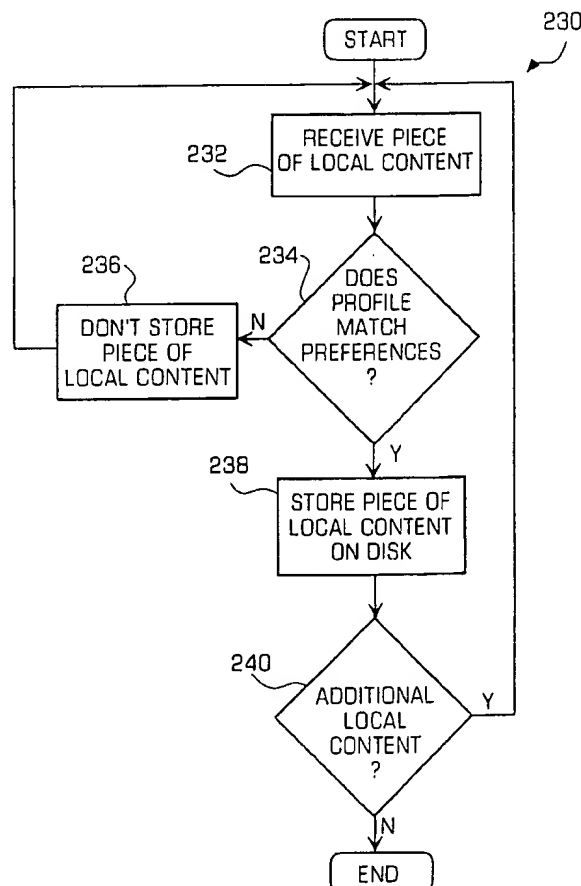 230
START
232
RECEIVE PIECE
OF LOCAL CONTENT
234
DOES
PROFILE
MATCH
PREFERENCES
?
N
236
DON'T STORE
PIECE OF
LOCAL CONTENT
Y
238
STORE PIECE OF
LOCAL CONTENT
ON DISK
240
ADDITIONAL
LOCAL
CONTENT
?
Y
N
END